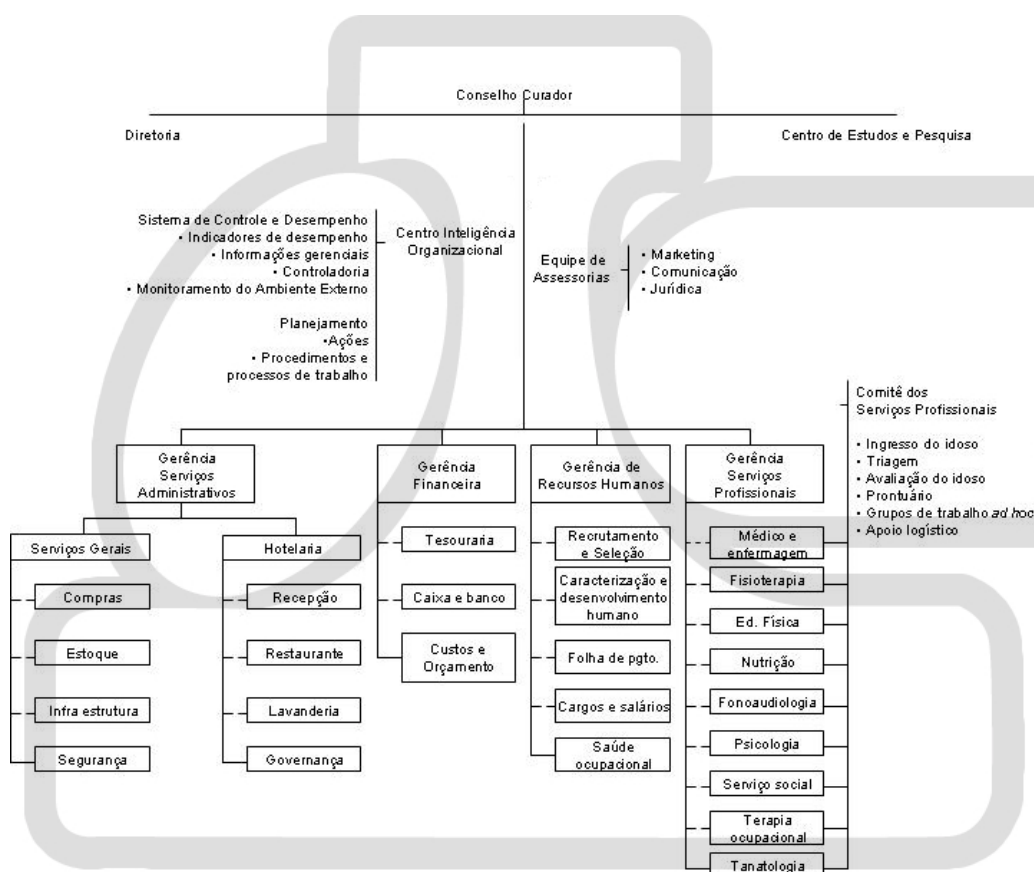 Conselho Curador
Diretoria
Centro de Estudos e Pesquisa
Sistema de Controle e Desempenho
• Indicadores de desempenho
• Informações gerenciais
• Controladoria
• Monitoramento do Ambiente Externo
Planejamento
•Ações
• Procedimentos e
processos de trabalho
Centro Inteligência
Organizacional
Equipe de
Assessorias
• Marketing
• Comunicação
• Jurídica
Comitê dos
Serviços Profissionais
• Ingresso do idoso
• Triagem
• Avaliação do idoso
• Prontuário
• Grupos de trabalho ad hoc
• Apoio logístico
Gerência
Serviços
Administrativos
Gerência
Financeira
Gerência de
Recursos Humanos
Gerência
Serviços
Profissionais
Serviços Gerais
Compras
Estoque
Infra estrutura
Segurança
Hotelaria
Recepção
Restaurante
Lavanderia
Governança
Tesouraria
Caixa e banco
Custos e
Orçamento
Recrutamento
e Seleção
Caracterização e
desenvolvimento
humano
Folha de pgto.
Cargos e salários
Saúde
ocupacional
Médico e
enfermagem
Fisioterapia
Ed. Física
Nutrição
Fonoaudiologia
Psicologia
Serviço social
Terapia
ocupacional
Tanatologia